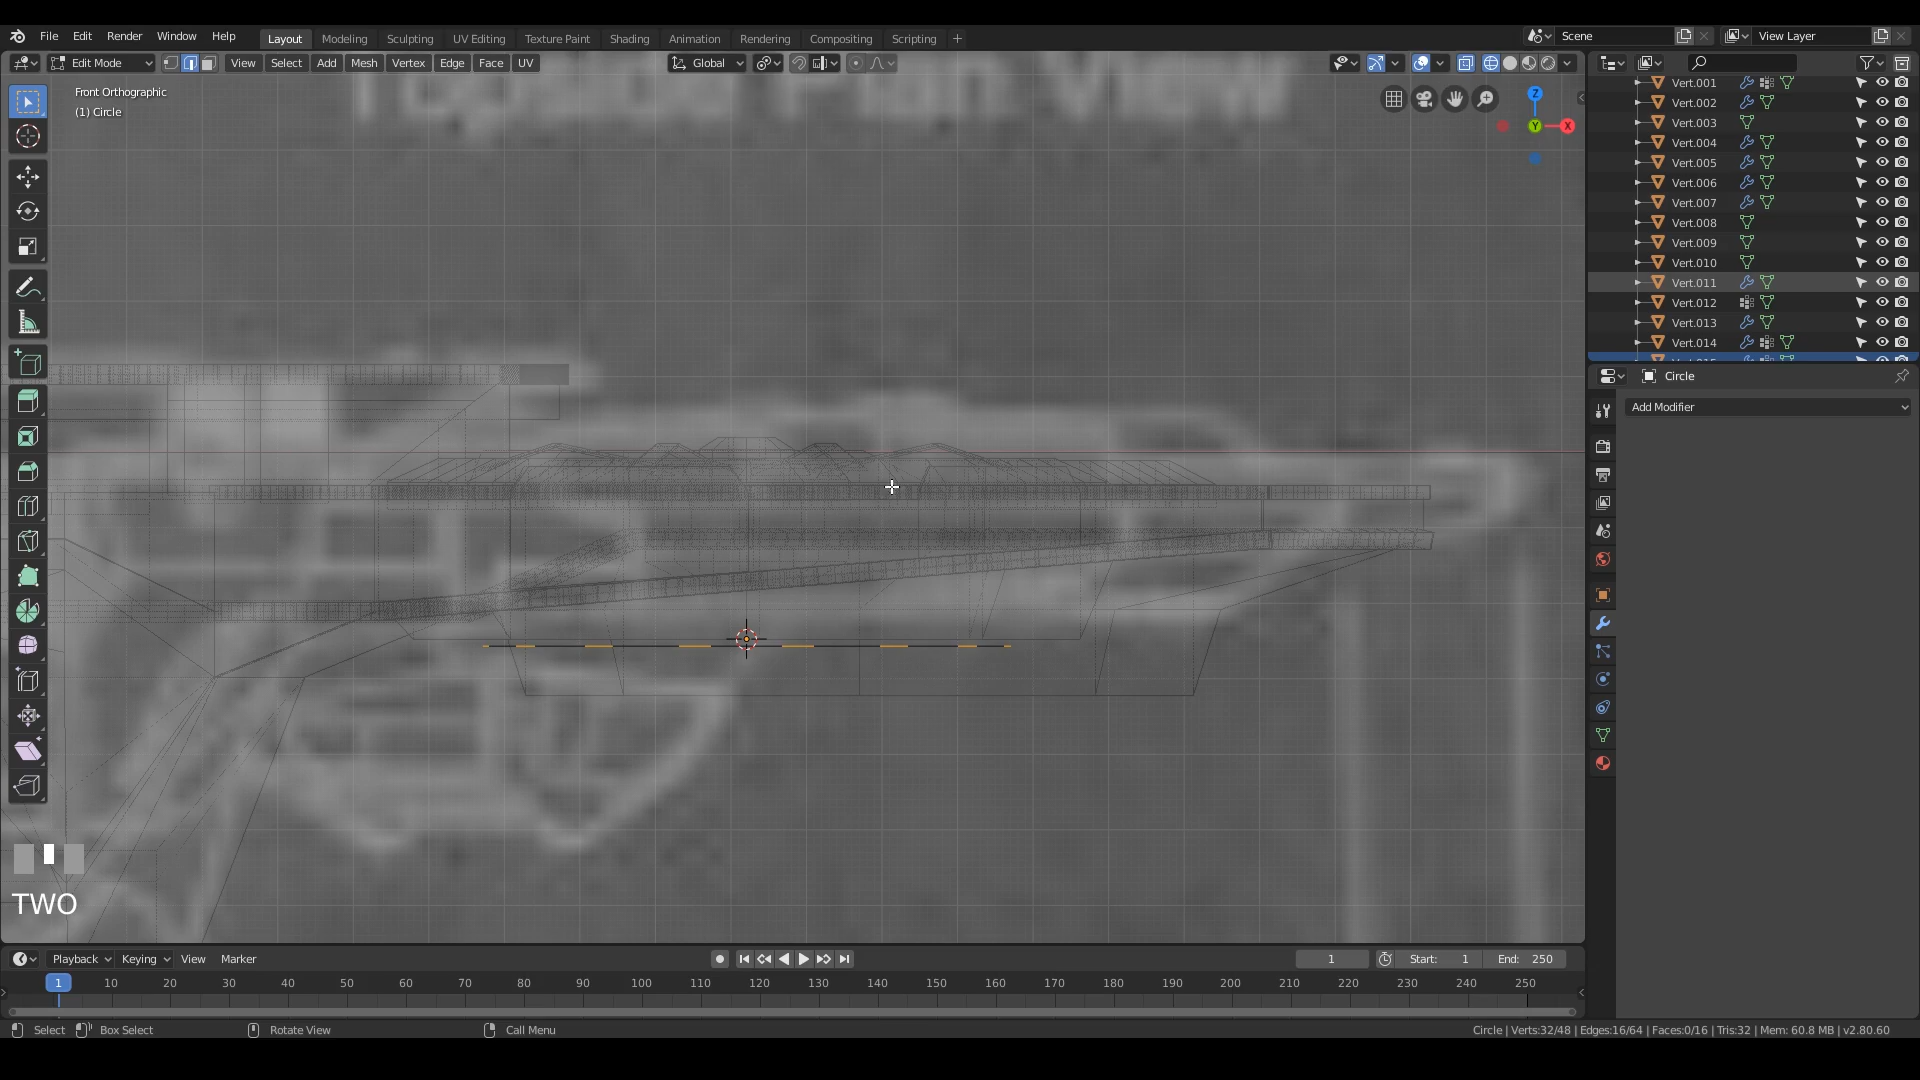 File Edit Render Window Help Layout Modeling Sculpting UV Editing Texture Paint Shading Animation Rendering Compositing Scripting + Scene View Layer
Edit Mode View Select Add Mesh Vertex Edge Face UV Global
Front Orthographic
(1) Circle
Z
Y X
Vert.001
Vert.002
Vert.003
Vert.004
Vert.005
Vert.006
Vert.007
Vert.008
Vert.009
Vert.010
Vert.011
Vert.012
Vert.013
Vert.014
Vert.015
Circle
Add Modifier
TWO
Playback Keying View Marker 1 Start: 1 End: 250
1 10 20 30 40 50 60 70 80 90 100 110 120 130 140 150 160 170 180 190 200 210 220 230 240 250
Select Box Select Rotate View Call Menu Circle | Verts:32/48 | Edges:16/64 | Faces:0/16 | Tris:32 | Mem: 60.8 MB | v2.80.60